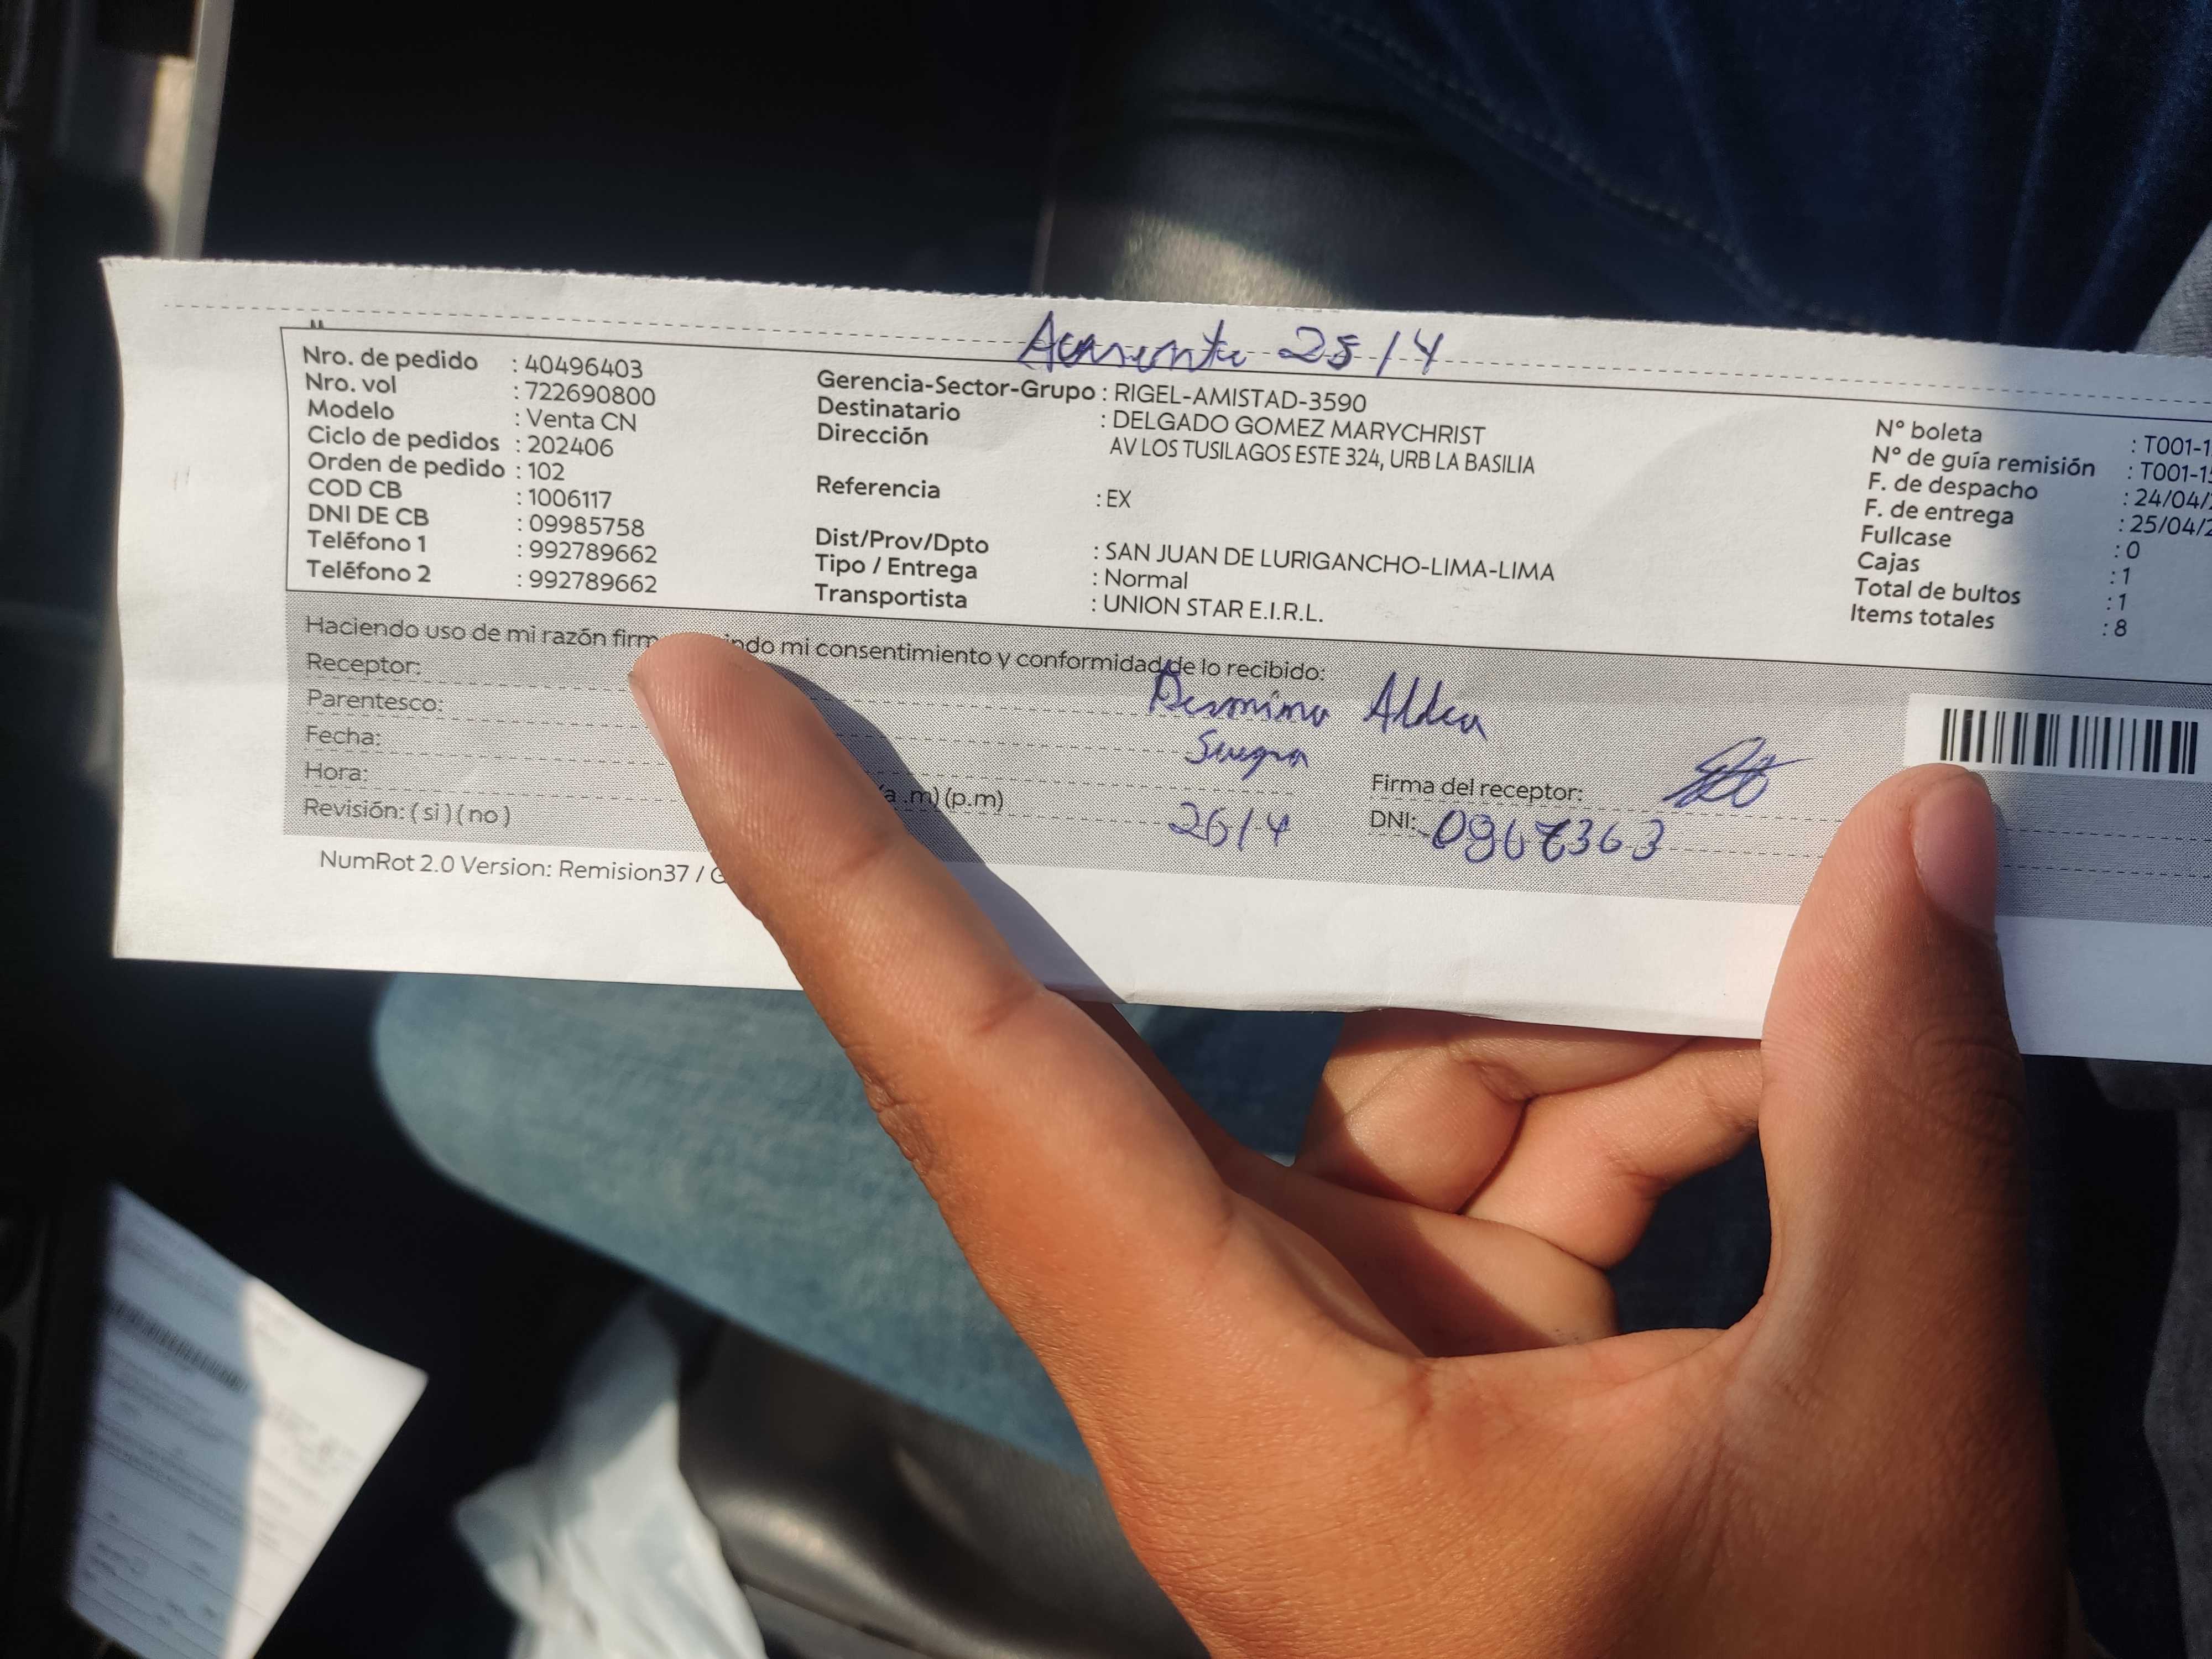 Ausente 25/4
Nro. de pedido : 40496403
Nro. vol : 722690800
Modelo : Venta CN
Ciclo de pedidos : 202406
Orden de pedido : 102
COD CB : 1006117
DNI DE CB : 09985758
Teléfono 1 : 992789662
Teléfono 2 : 992789662
Gerencia-Sector-Grupo : RIGEL-AMISTAD-3590
Destinatario : DELGADO GOMEZ MARYCHRIST
Dirección AV LOS TUSILAGOS ESTE 324, URB LA BASILIA
Referencia : EX
Dist/Prov/Dpto : SAN JUAN DE LURIGANCHO-LIMA-LIMA
Tipo / Entrega : Normal
Transportista : UNION STAR E.I.R.L.
N° boleta : T001-1
N° de guía remisión : T001-1
F. de despacho : 24/04/
F. de entrega : 25/04/2
Fullcase : 0
Cajas : 1
Total de bultos : 1
Items totales : 8
Haciendo uso de mi razón mi consentimiento y conformidad de lo recibido:
Receptor: Aldea
Parentesco: Suegra
Fecha: 26/4
Hora: (a .m) (p.m)
Revisión: ( si ) ( no )
Firma del receptor:
DNI: 0967363
NumRot 2.0 Version: Remision37 /